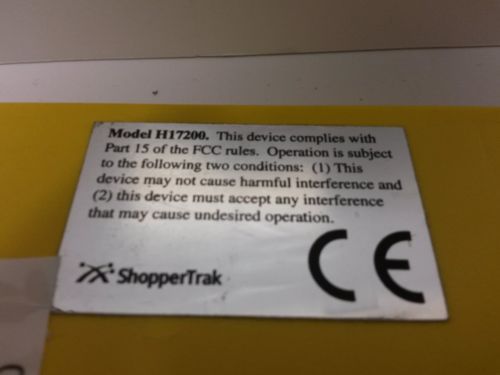 Model H17200. This device complies with
Part 15 of the FCC rules. Operation is subject
to the following two conditions: (1) This
device may not cause harmful interference and
(2) this device must accept any interference
that may cause undesired operation.
ShopperTrak
CE